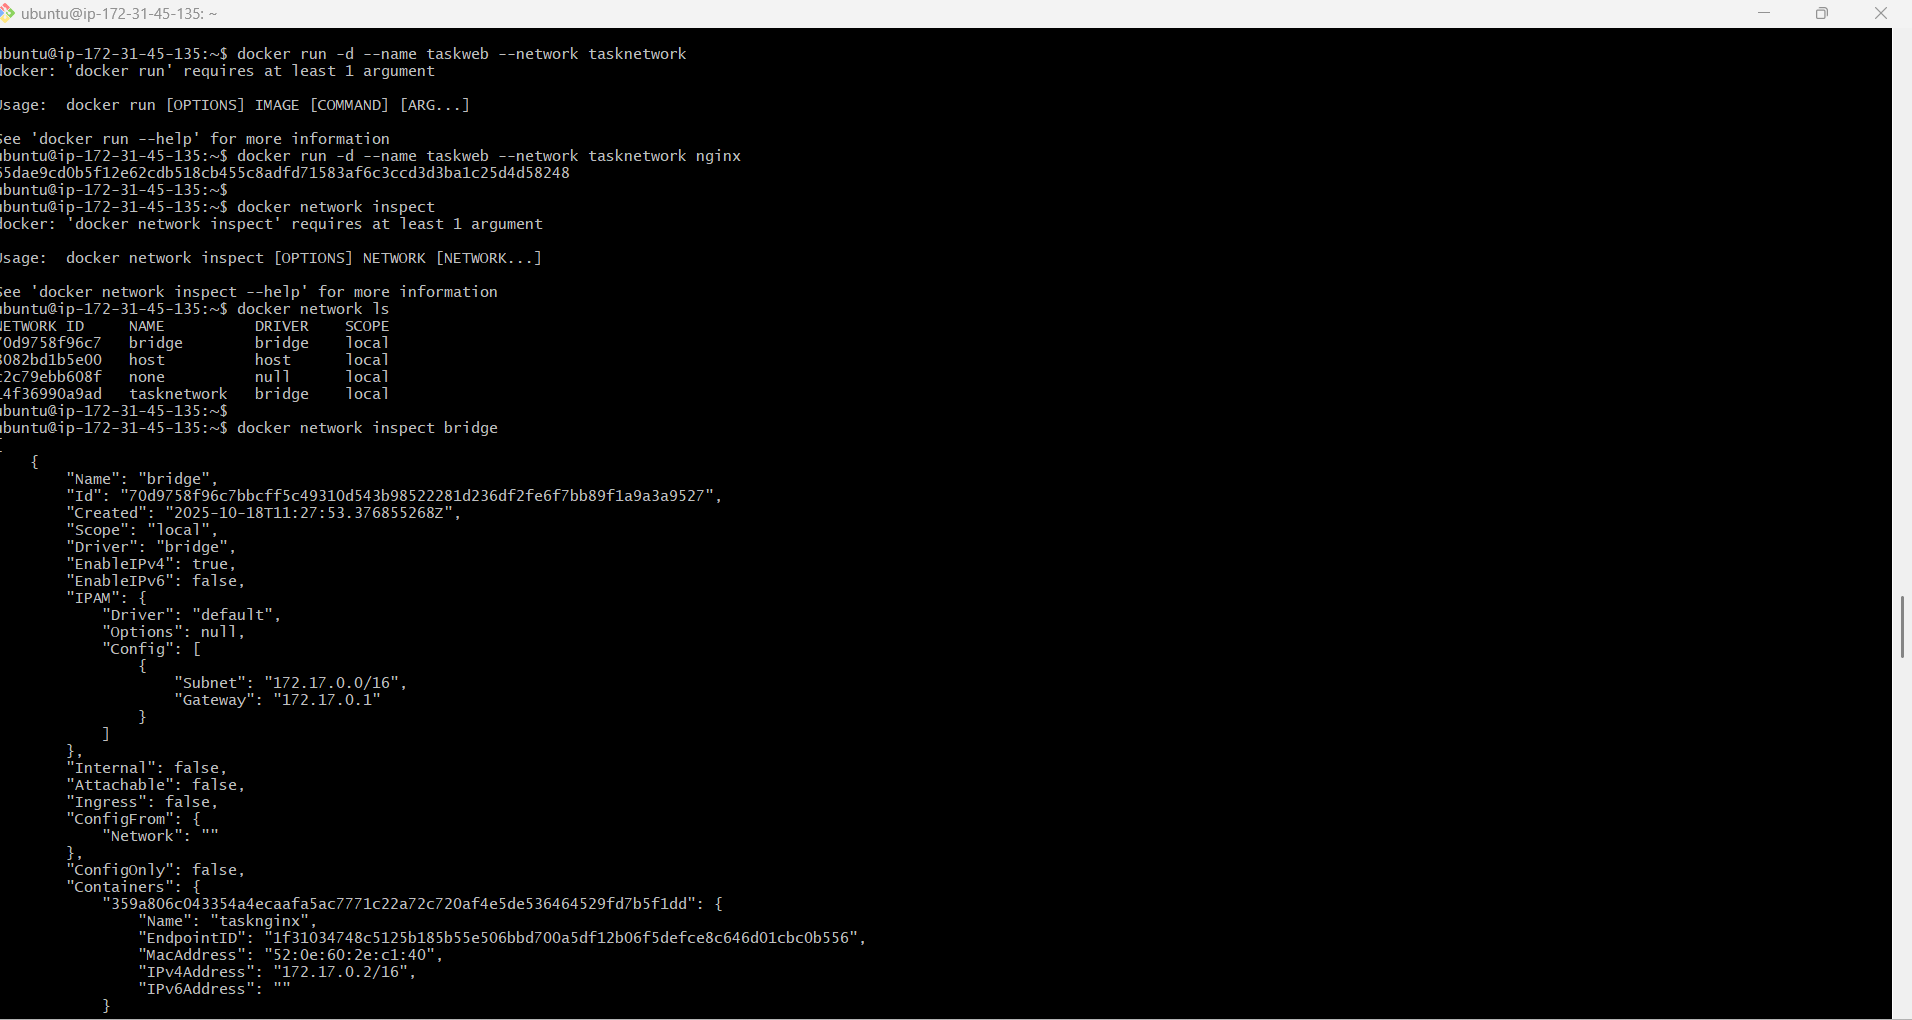 ubuntu@ip-172-31-45-135: ~
ubuntu@ip-172-31-45-135:~$ docker run -d --name taskweb --network tasknetwork
docker: 'docker run' requires at least 1 argument
Usage:  docker run [OPTIONS] IMAGE [COMMAND] [ARG...]
See 'docker run --help' for more information
ubuntu@ip-172-31-45-135:~$ docker run -d --name taskweb --network tasknetwork nginx
55dae9cd0b5f12e62cdb518cb455c8adfd71583af6c3ccd3d3ba1c25d4d58248
ubuntu@ip-172-31-45-135:~$
ubuntu@ip-172-31-45-135:~$ docker network inspect
docker: 'docker network inspect' requires at least 1 argument
Usage:  docker network inspect [OPTIONS] NETWORK [NETWORK...]
See 'docker network inspect --help' for more information
ubuntu@ip-172-31-45-135:~$ docker network ls
NETWORK ID     NAME          DRIVER    SCOPE
70d9758f96c7   bridge        bridge    local
3082bd1b5e00   host          host      local
c2c79ebb608f   none          null      local
14f36990a9ad   tasknetwork   bridge    local
ubuntu@ip-172-31-45-135:~$
ubuntu@ip-172-31-45-135:~$ docker network inspect bridge
[
    {
        "Name": "bridge",
        "Id": "70d9758f96c7bbcff5c49310d543b98522281d236df2fe6f7bb89f1a9a3a9527",
        "Created": "2025-10-18T11:27:53.376855268Z",
        "Scope": "local",
        "Driver": "bridge",
        "EnableIPv4": true,
        "EnableIPv6": false,
        "IPAM": {
            "Driver": "default",
            "Options": null,
            "Config": [
                {
                    "Subnet": "172.17.0.0/16",
                    "Gateway": "172.17.0.1"
                }
            ]
        },
        "Internal": false,
        "Attachable": false,
        "Ingress": false,
        "ConfigFrom": {
            "Network": ""
        },
        "ConfigOnly": false,
        "Containers": {
            "359a806c043354a4ecaafa5ac7771c22a72c720af4e5de536464529fd7b5f1dd": {
                "Name": "tasknginx",
                "EndpointID": "1f31034748c5125b185b55e506bbd700a5df12b06f5defce8c646d01cbc0b556",
                "MacAddress": "52:0e:60:2e:c1:40",
                "IPv4Address": "172.17.0.2/16",
                "IPv6Address": ""
            }